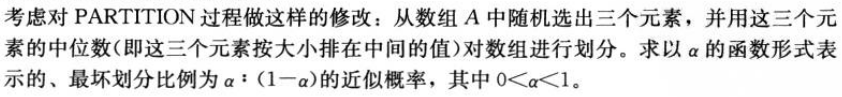 考虑对 PARTITION 过程做这样的修改：从数组 A 中随机选出三个元素，并用这三个元
素的中位数(即这三个元素按大小排在中间的值)对数组进行划分。求以 α 的函数形式表
示的、最坏划分比例为 α：(1－α)的近似概率，其中 0<α<1。